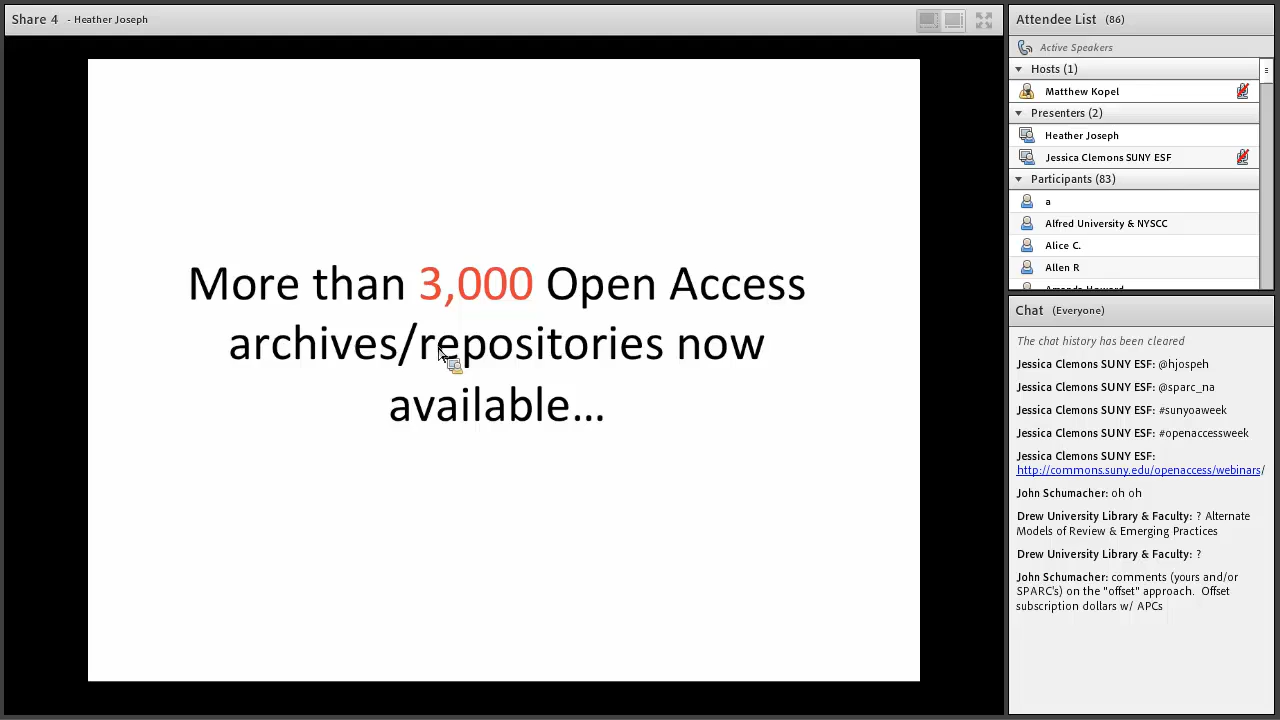 Share 4 - Heather Joseph
More than 3,000 Open Access
archives/repositories now
available...
Attendee List (86)
Active Speakers
Hosts (1)
Matthew Kopel
Presenters (2)
Heather Joseph
Jessica Clemons SUNY ESF
Participants (83)
a
Alfred University & NYSCC
Alice C.
Allen R
Chat (Everyone)
The chat history has been cleared
Jessica Clemons SUNY ESF: @hjospeh
Jessica Clemons SUNY ESF: @sparc_na
Jessica Clemons SUNY ESF: #sunyoaweek
Jessica Clemons SUNY ESF: #openaccessweek
Jessica Clemons SUNY ESF:
http://commons.suny.edu/openaccess/webinars/
John Schumacher: oh oh
Drew University Library & Faculty: ? Alternate
Models of Review & Emerging Practices
Drew University Library & Faculty: ?
John Schumacher: comments (yours and/or
SPARC's) on the "offset" approach. Offset
subscription dollars w/ APCs